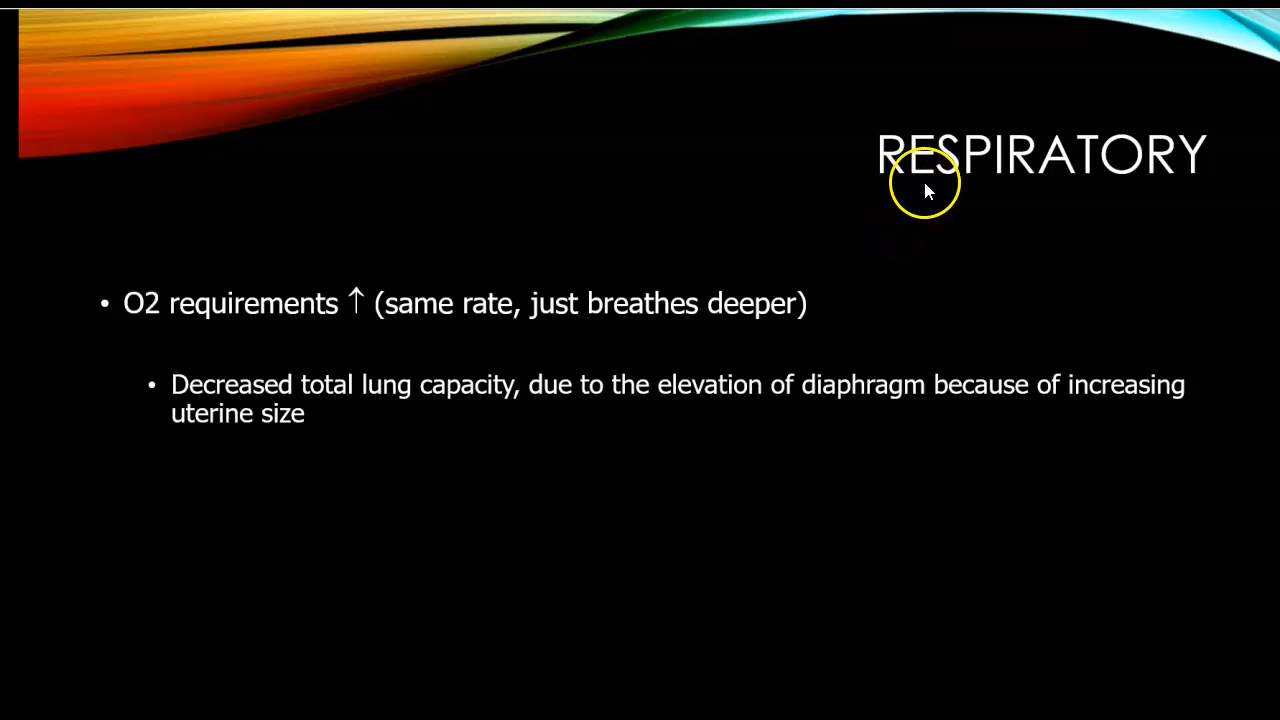 RESPIRATORY
• O2 requirements ↑ (same rate, just breathes deeper)
• Decreased total lung capacity, due to the elevation of diaphragm because of increasing
uterine size